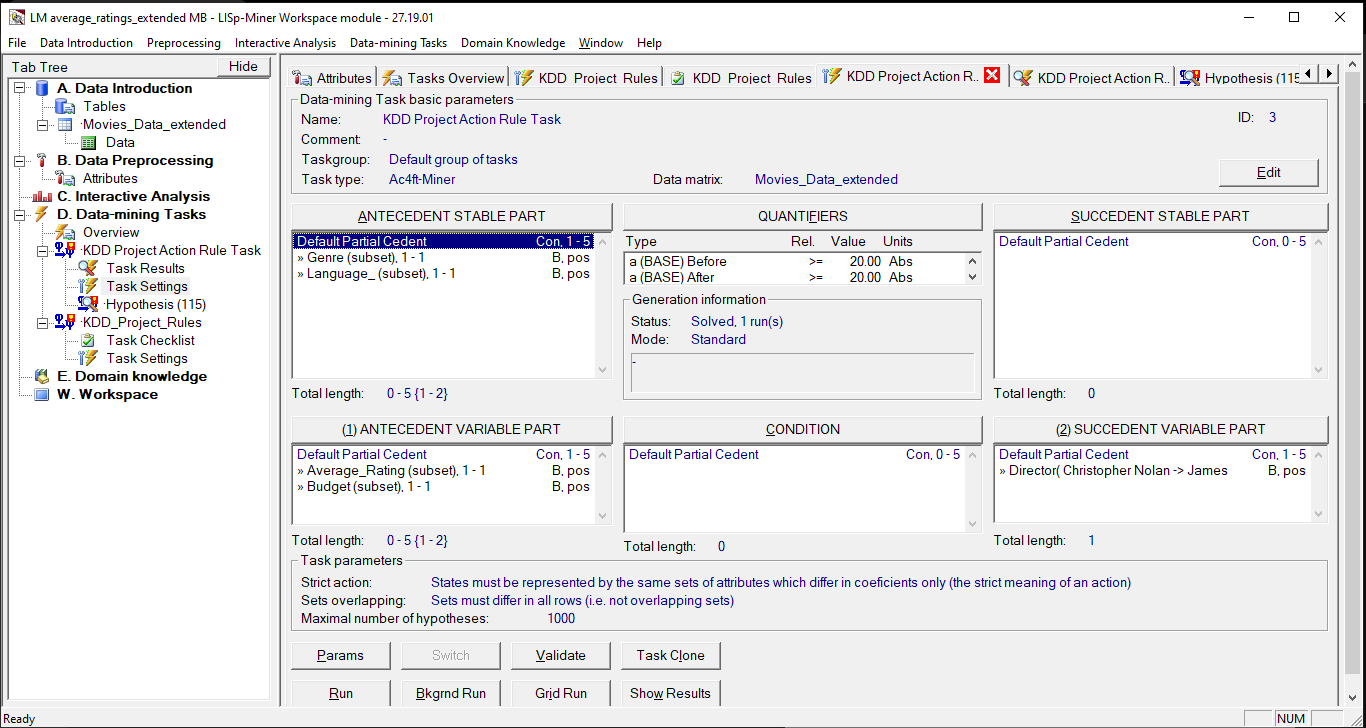 LM average_ratings_extended MB - LISp-Miner Workspace module - 27.19.01
File Data Introduction Preprocessing Interactive Analysis Data-mining Tasks Domain Knowledge Window Help
Tab Tree Hide
A. Data Introduction
Tables
·Movies_Data_extended
Data
B. Data Preprocessing
Attributes
C. Interactive Analysis
D. Data-mining Tasks
Overview
·KDD Project Action Rule Task
Task Results
Task Settings
·Hypothesis (115)
·KDD_Project_Rules
Task Checklist
Task Settings
E. Domain knowledge
W. Workspace
Attributes Tasks Overview KDD_Project_Rules KDD_Project_Rules KDD Project Action R.. KDD Project Action R.. Hypothesis (115
Data-mining Task basic parameters
Name: KDD Project Action Rule Task ID: 3
Comment: -
Taskgroup: Default group of tasks
Task type: Ac4ft-Miner Data matrix: Movies_Data_extended Edit
ANTECEDENT STABLE PART
Default Partial Cedent Con, 1 - 5
» Genre (subset), 1 - 1 B, pos
» Language_ (subset), 1 - 1 B, pos
Total length: 0 - 5 {1 - 2}
QUANTIFIERS
Type Rel. Value Units
a (BASE) Before >= 20.00 Abs
a (BASE) After >= 20.00 Abs
Generation information
Status: Solved, 1 run(s)
Mode: Standard
-
SUCCEDENT STABLE PART
Default Partial Cedent Con, 0 - 5
Total length: 0
(1) ANTECEDENT VARIABLE PART
Default Partial Cedent Con, 1 - 5
» Average_Rating (subset), 1 - 1 B, pos
» Budget (subset), 1 - 1 B, pos
Total length: 0 - 5 {1 - 2}
CONDITION
Default Partial Cedent Con, 0 - 5
Total length: 0
(2) SUCCEDENT VARIABLE PART
Default Partial Cedent Con, 1 - 5
» Director( Christopher Nolan -> James B, pos
Total length: 1
Task parameters
Strict action: States must be represented by the same sets of attributes which differ in coeficients only (the strict meaning of an action)
Sets overlapping: Sets must differ in all rows (i.e. not overlapping sets)
Maximal number of hypotheses: 1000
Params Switch Validate Task Clone
Run Bkgrnd Run Grid Run Show Results
Ready NUM